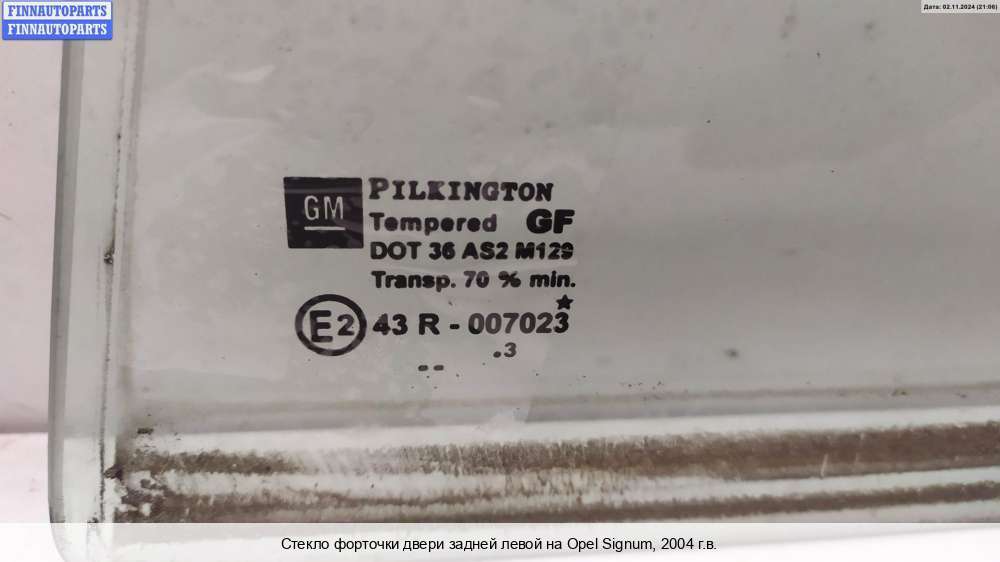 FINNAUTOPARTS
FINNAUTOPARTS
Дата: 02.11.2024 (21:06)
GM
PILKINGTON
Tempered GF
DOT 36 AS2 M129
Transp. 70 % min.
E2 43 R - 007023
.3
Стекло форточки двери задней левой на Opel Signum, 2004 г.в.